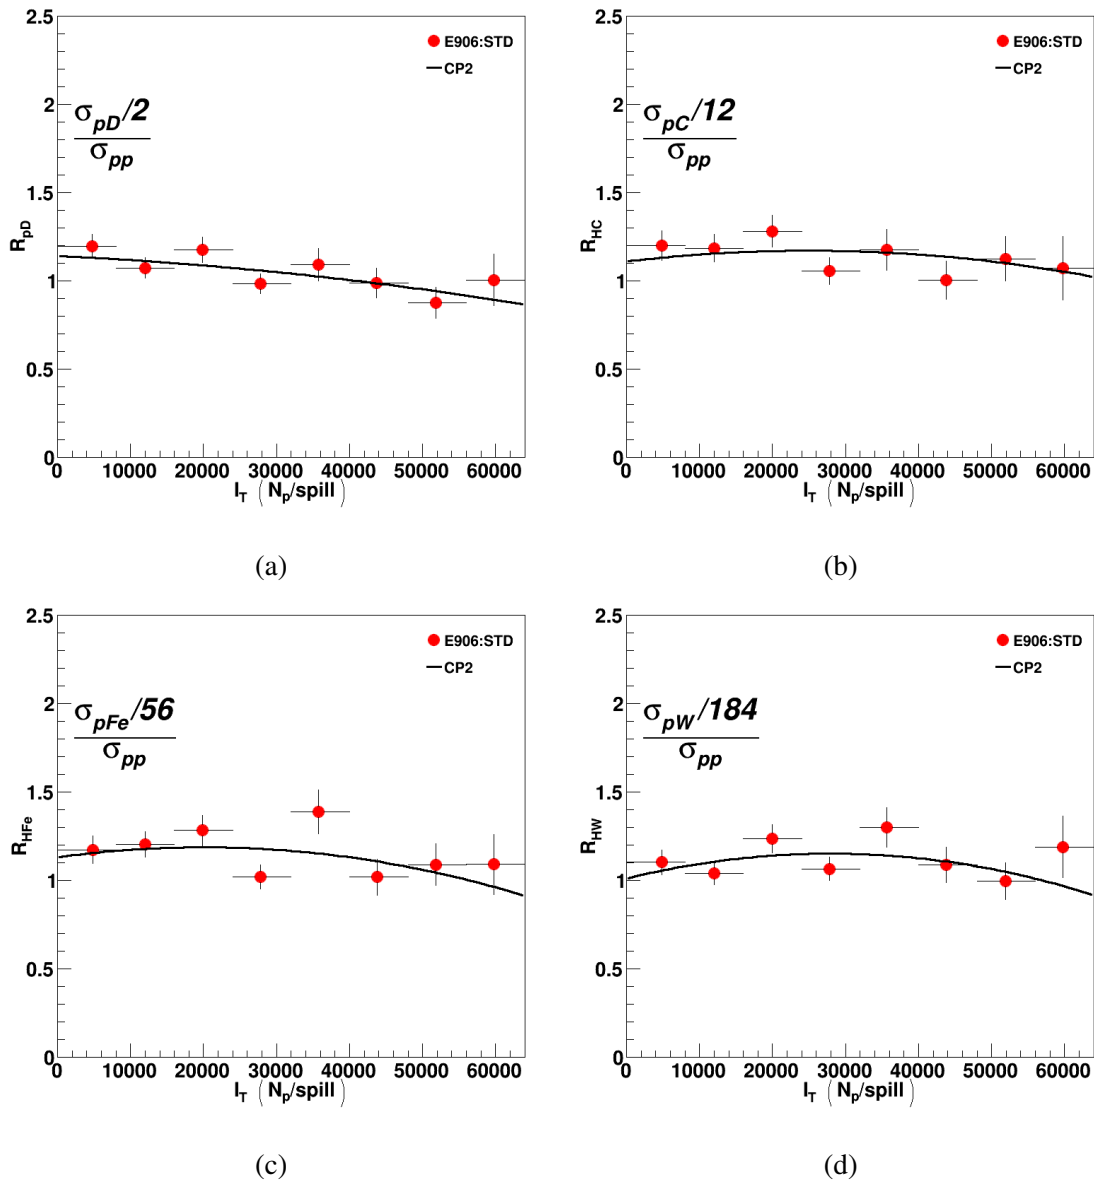 2.5
E906:STD
CP2
2
σpD/2
σpp
1.5
RpD
1
0.5
0
0 10000 20000 30000 40000 50000 60000
IT (Np/spill)
(a)
2.5
E906:STD
CP2
2
σpC/12
σpp
1.5
RHC
1
0.5
0
0 10000 20000 30000 40000 50000 60000
IT (Np/spill)
(b)
2.5
E906:STD
CP2
2
σpFe/56
σpp
1.5
RHFe
1
0.5
0
0 10000 20000 30000 40000 50000 60000
IT (Np/spill)
(c)
2.5
E906:STD
CP2
2
σpW/184
σpp
1.5
RHW
1
0.5
0
0 10000 20000 30000 40000 50000 60000
IT (Np/spill)
(d)